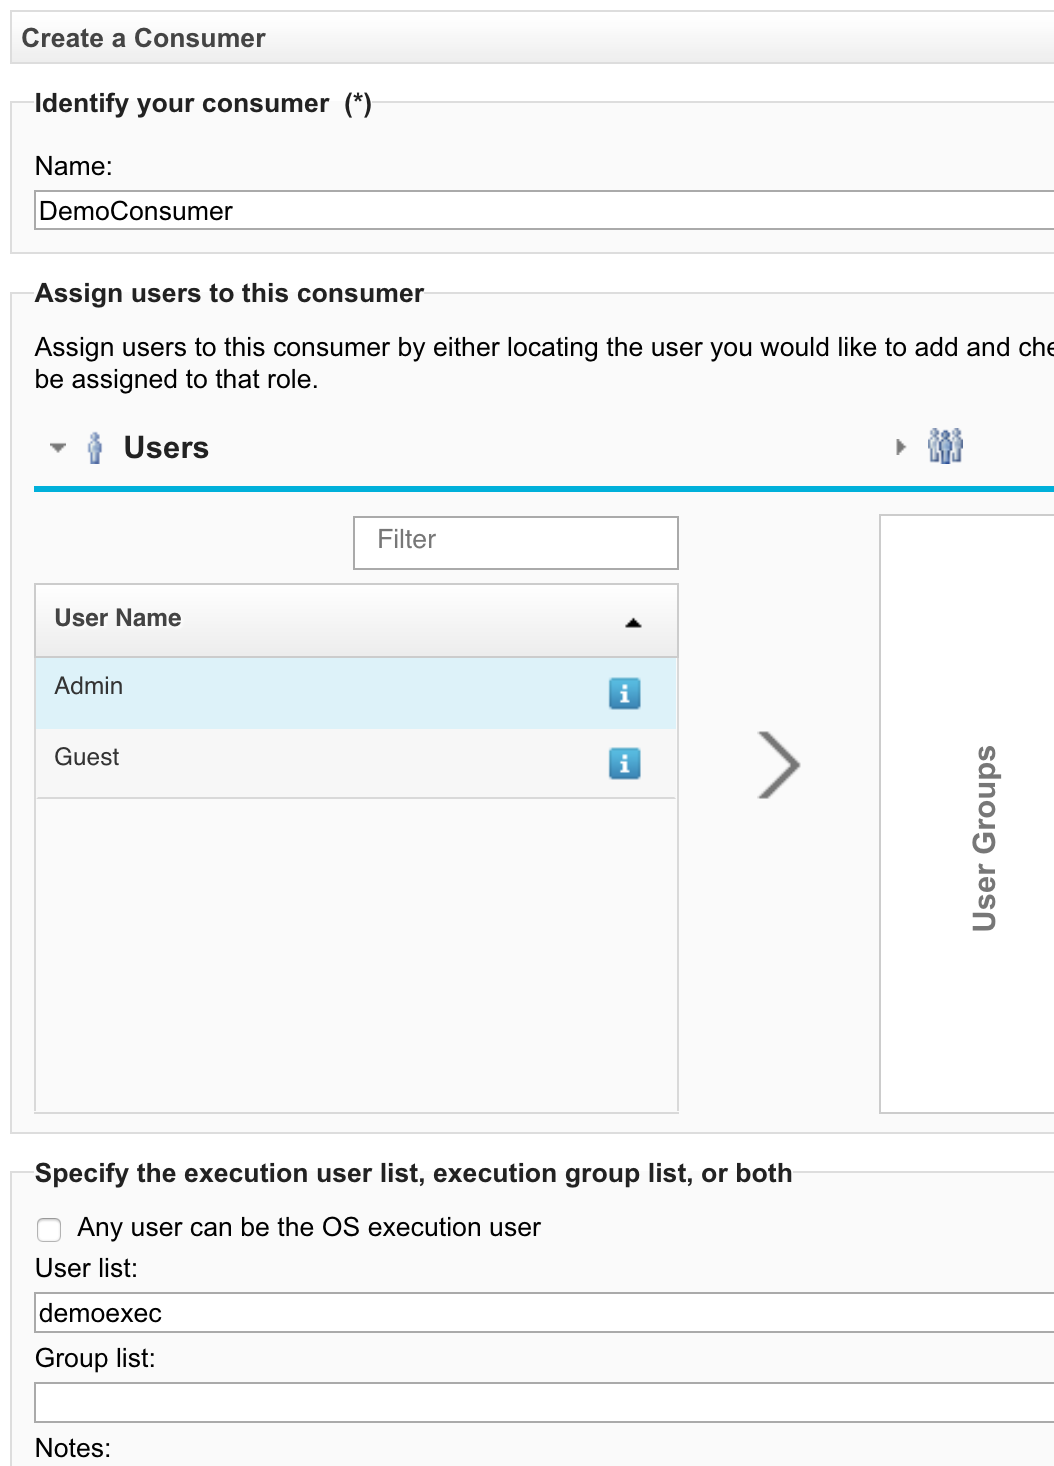 Create a Consumer
Identify your consumer (*)
Name:
DemoConsumer
Assign users to this consumer
Assign users to this consumer by either locating the user you would like to add and che
be assigned to that role.
Users
Filter
User Name
Admin
Guest
User Groups
Specify the execution user list, execution group list, or both
Any user can be the OS execution user
User list:
demoexec
Group list:
Notes: